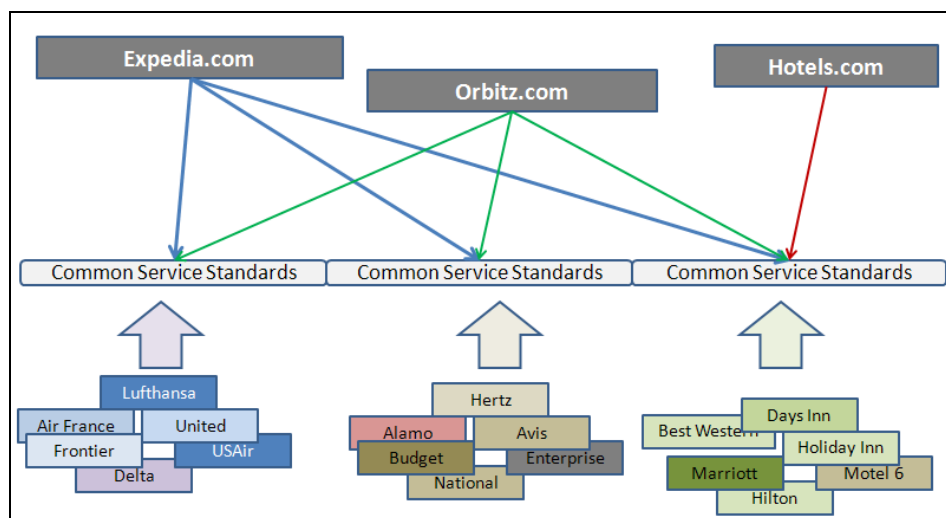 Expedia.com
Orbitz.com
Hotels.com
Common Service Standards
Common Service Standards
Common Service Standards
Lufthansa
Air France
United
Frontier
USAir
Delta
Hertz
Alamo
Avis
Budget
Enterprise
National
Days Inn
Best Western
Holiday Inn
Marriott
Motel 6
Hilton